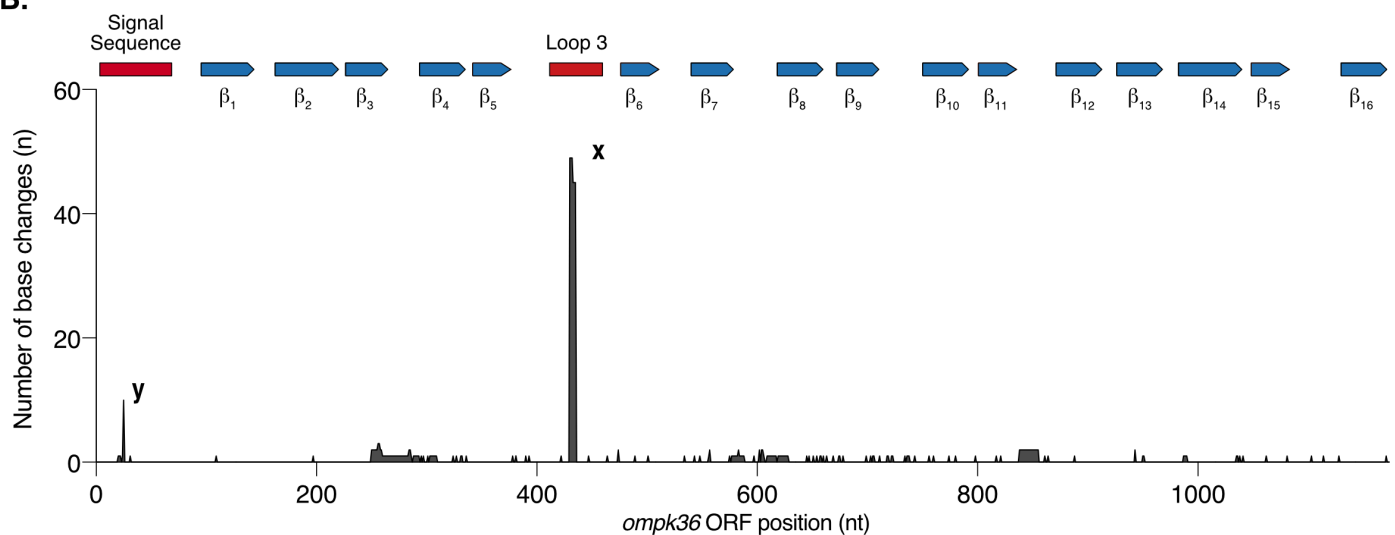 B.
Signal
Sequence
Loop 3
β1 β2 β3 β4 β5 β6 β7 β8 β9 β10 β11 β12 β13 β14 β15 β16
Number of base changes (n)
60
40
20
0
x
y
0 200 400 600 800 1000
ompk36 ORF position (nt)